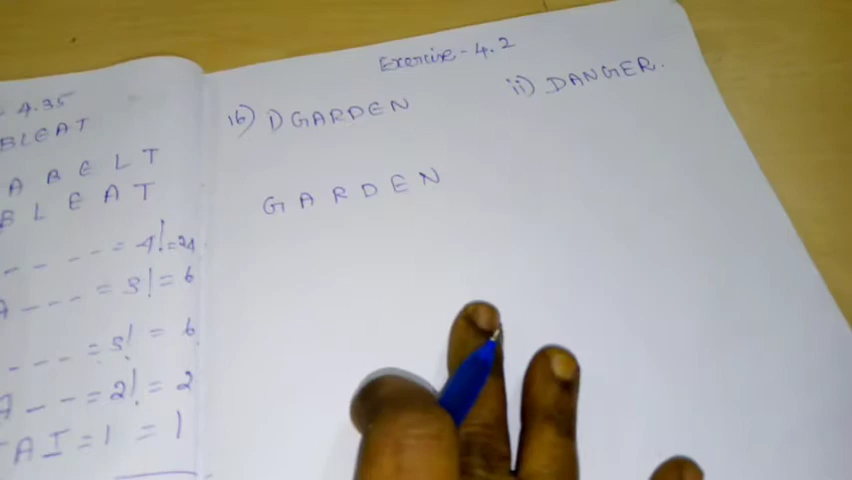 4.35
BLEAT
A B E L T
B L E A T
_ _ _ _ = 4! = 24
A _ _ _ = 3! = 6
_ _ _ = 3! = 6
A _ _ = 2! = 2
A I = 1 = 1
Exercise - 4.2
16) I) GARDEN ii) DANGER.
G A R D E N